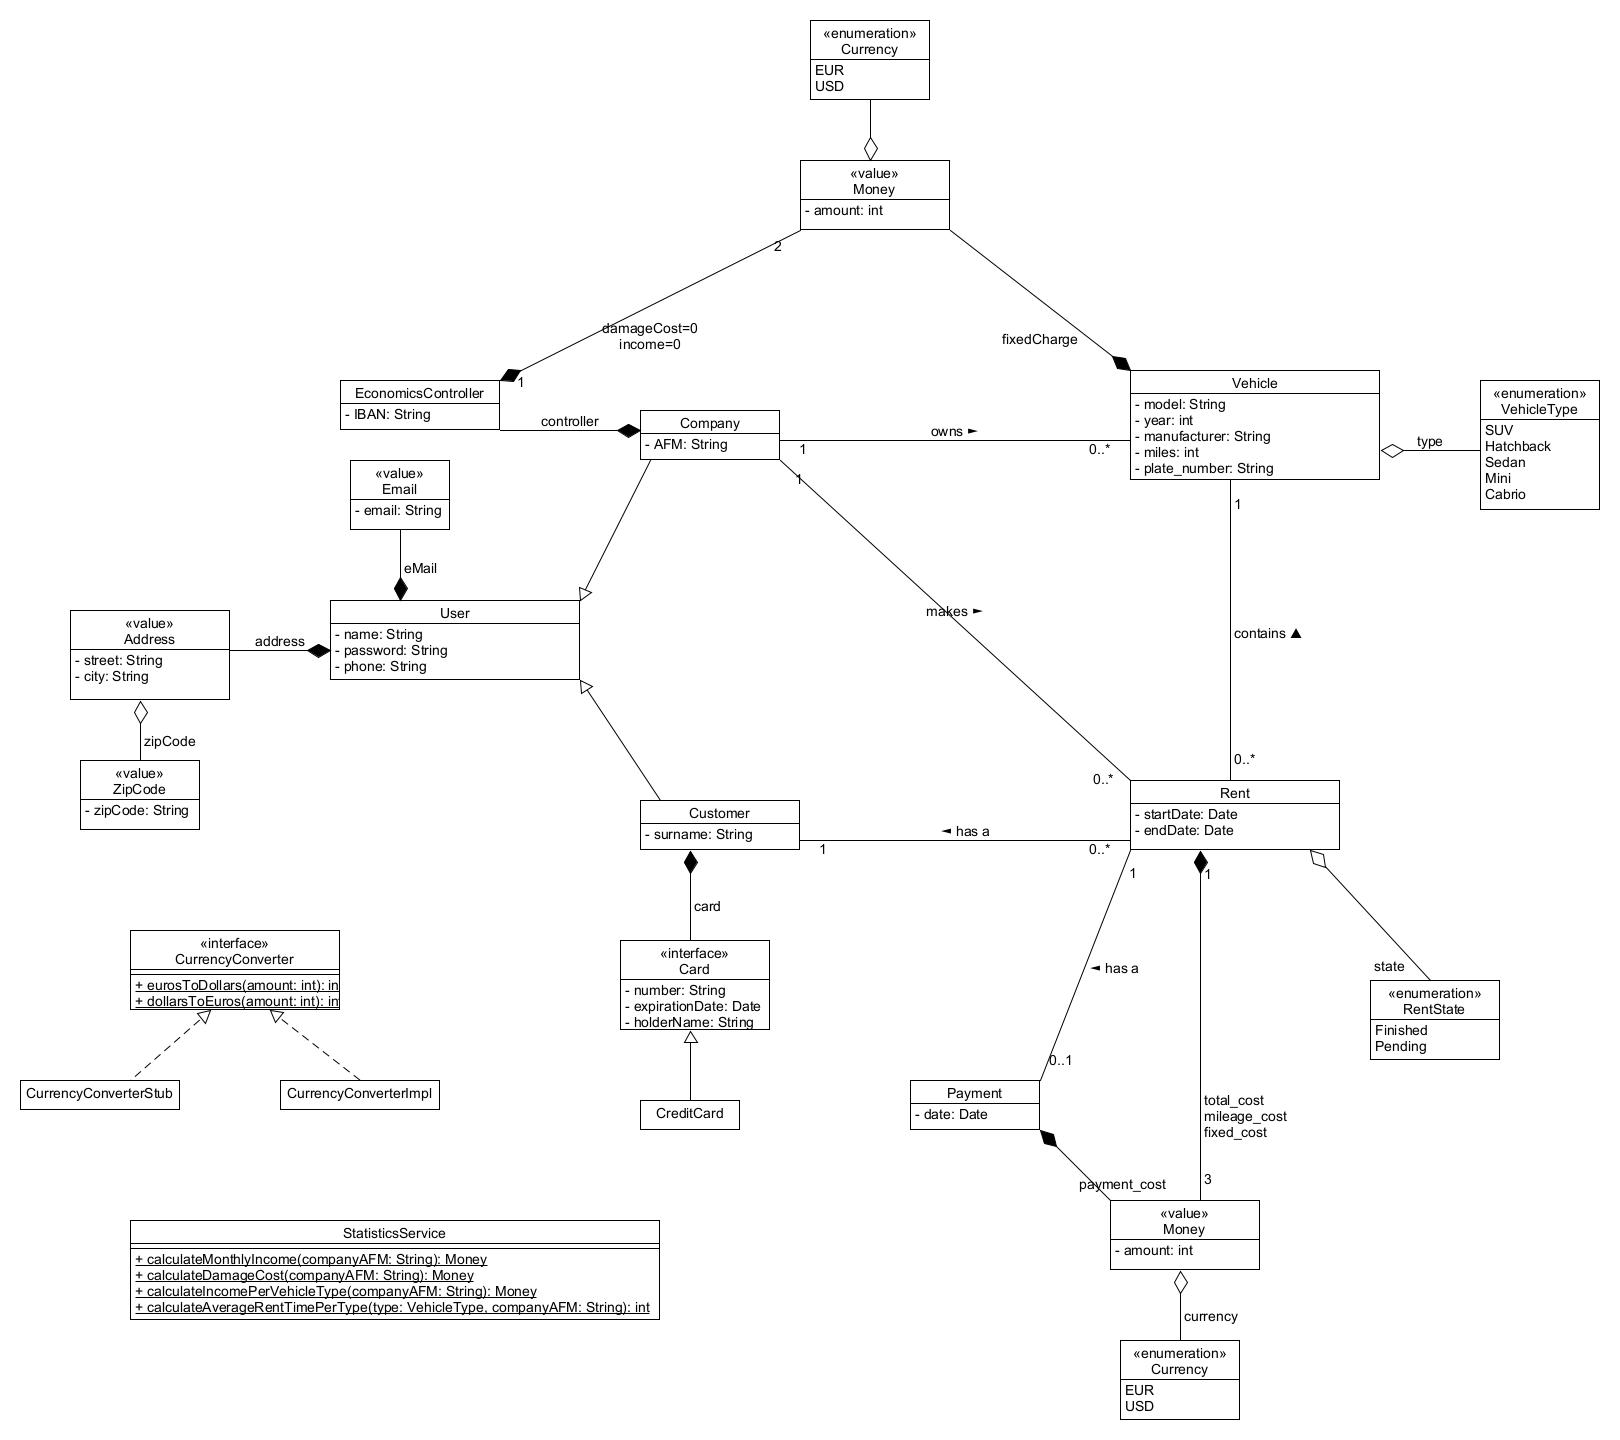 «enumeration»
Currency
EUR
USD
«value»
Money
- amount: int
2
damageCost=0
income=0
1
fixedCharge
EconomicsController
- IBAN: String
controller
Company
- AFM: String
owns ►
1
0..*
1
Vehicle
- model: String
- year: int
- manufacturer: String
- miles: int
- plate_number: String
type
«enumeration»
VehicleType
SUV
Hatchback
Sedan
Mini
Cabrio
«value»
Email
- email: String
eMail
1
User
- name: String
- password: String
- phone: String
address
«value»
Address
- street: String
- city: String
zipCode
«value»
ZipCode
- zipCode: String
makes ►
contains ▲
0..*
0..*
Customer
- surname: String
◄ has a
1
0..*
Rent
- startDate: Date
- endDate: Date
1
1
card
«interface»
Card
- number: String
- expirationDate: Date
- holderName: String
CreditCard
«interface»
CurrencyConverter
+ eurosToDollars(amount: int): in
+ dollarsToEuros(amount: int): in
CurrencyConverterStub
CurrencyConverterImpl
◄ has a
0..1
state
«enumeration»
RentState
Finished
Pending
Payment
- date: Date
total_cost
mileage_cost
fixed_cost
payment_cost
3
«value»
Money
- amount: int
currency
«enumeration»
Currency
EUR
USD
StatisticsService
+ calculateMonthlyIncome(companyAFM: String): Money
+ calculateDamageCost(companyAFM: String): Money
+ calculateIncomePerVehicleType(companyAFM: String): Money
+ calculateAverageRentTimePerType(type: VehicleType, companyAFM: String): int